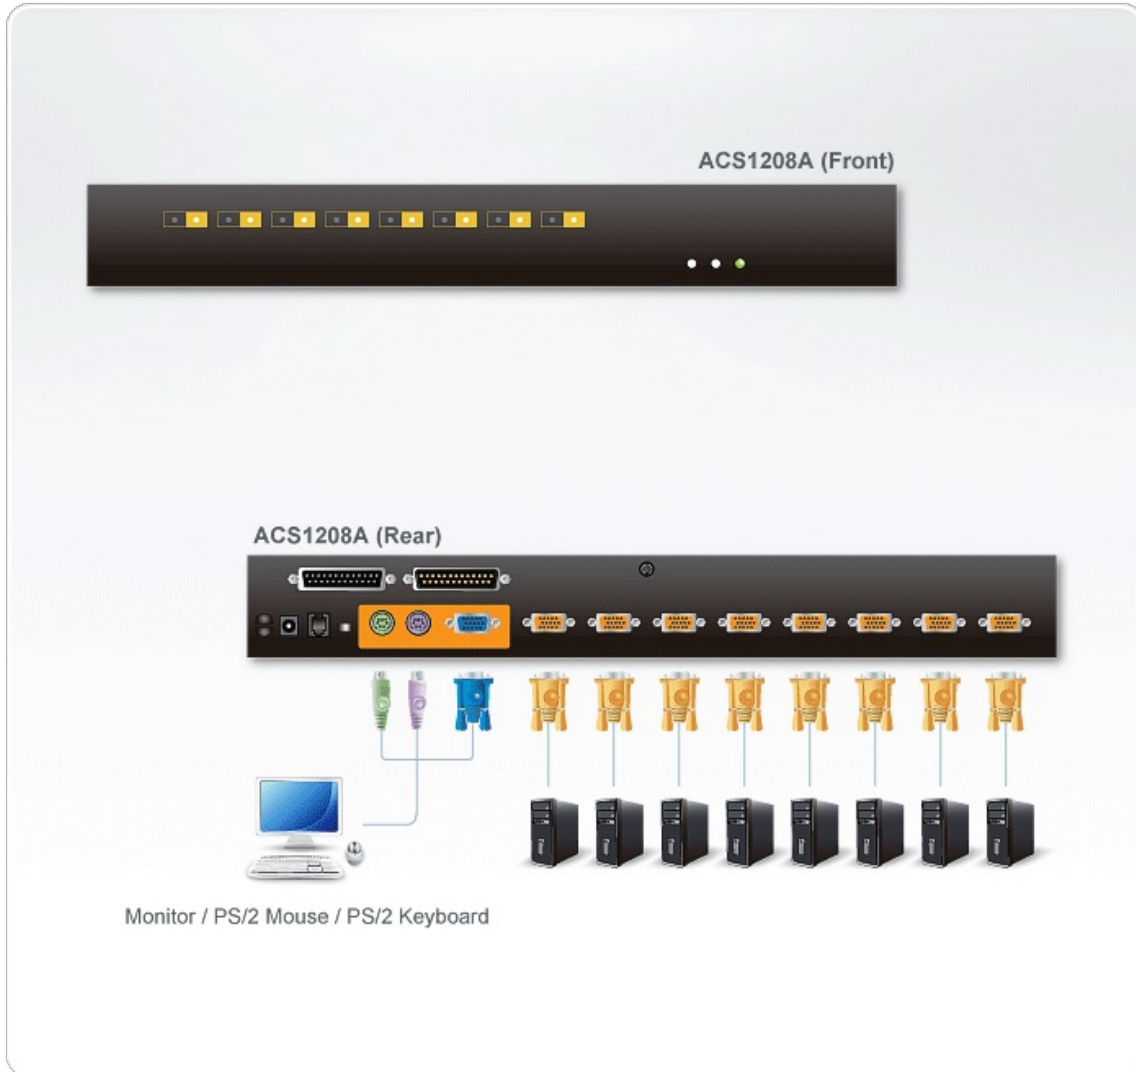 ACS1208A (Front)
ACS1208A (Rear)
Monitor / PS/2 Mouse / PS/2 Keyboard